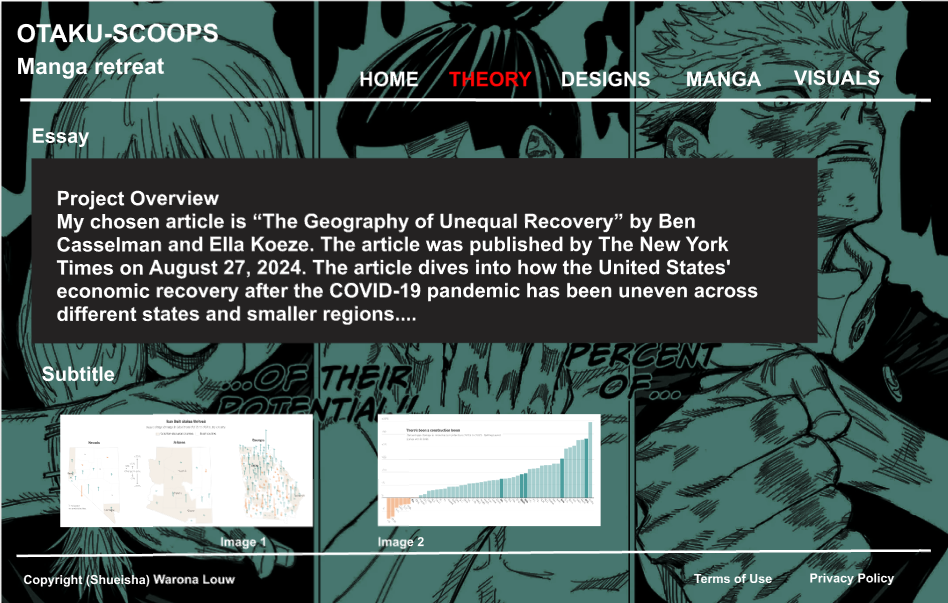 OTAKU-SCOOPS
Manga retreat
HOME THEORY DESIGNS MANGA VISUALS
Essay
Project Overview
My chosen article is “The Geography of Unequal Recovery” by Ben
Casselman and Ella Koeze. The article was published by The New York
Times on August 27, 2024. The article dives into how the United States'
economic recovery after the COVID-19 pandemic has been uneven across
different states and smaller regions....
PERCENT
OF...
Subtitle
...OF THEIR
POTENTIAL!!
Sun Belt states thrived
Nevada Arizona Georgia
There's been a construction boom
Image 1 Image 2
Copyright (Shueisha) Warona Louw Terms of Use Privacy Policy